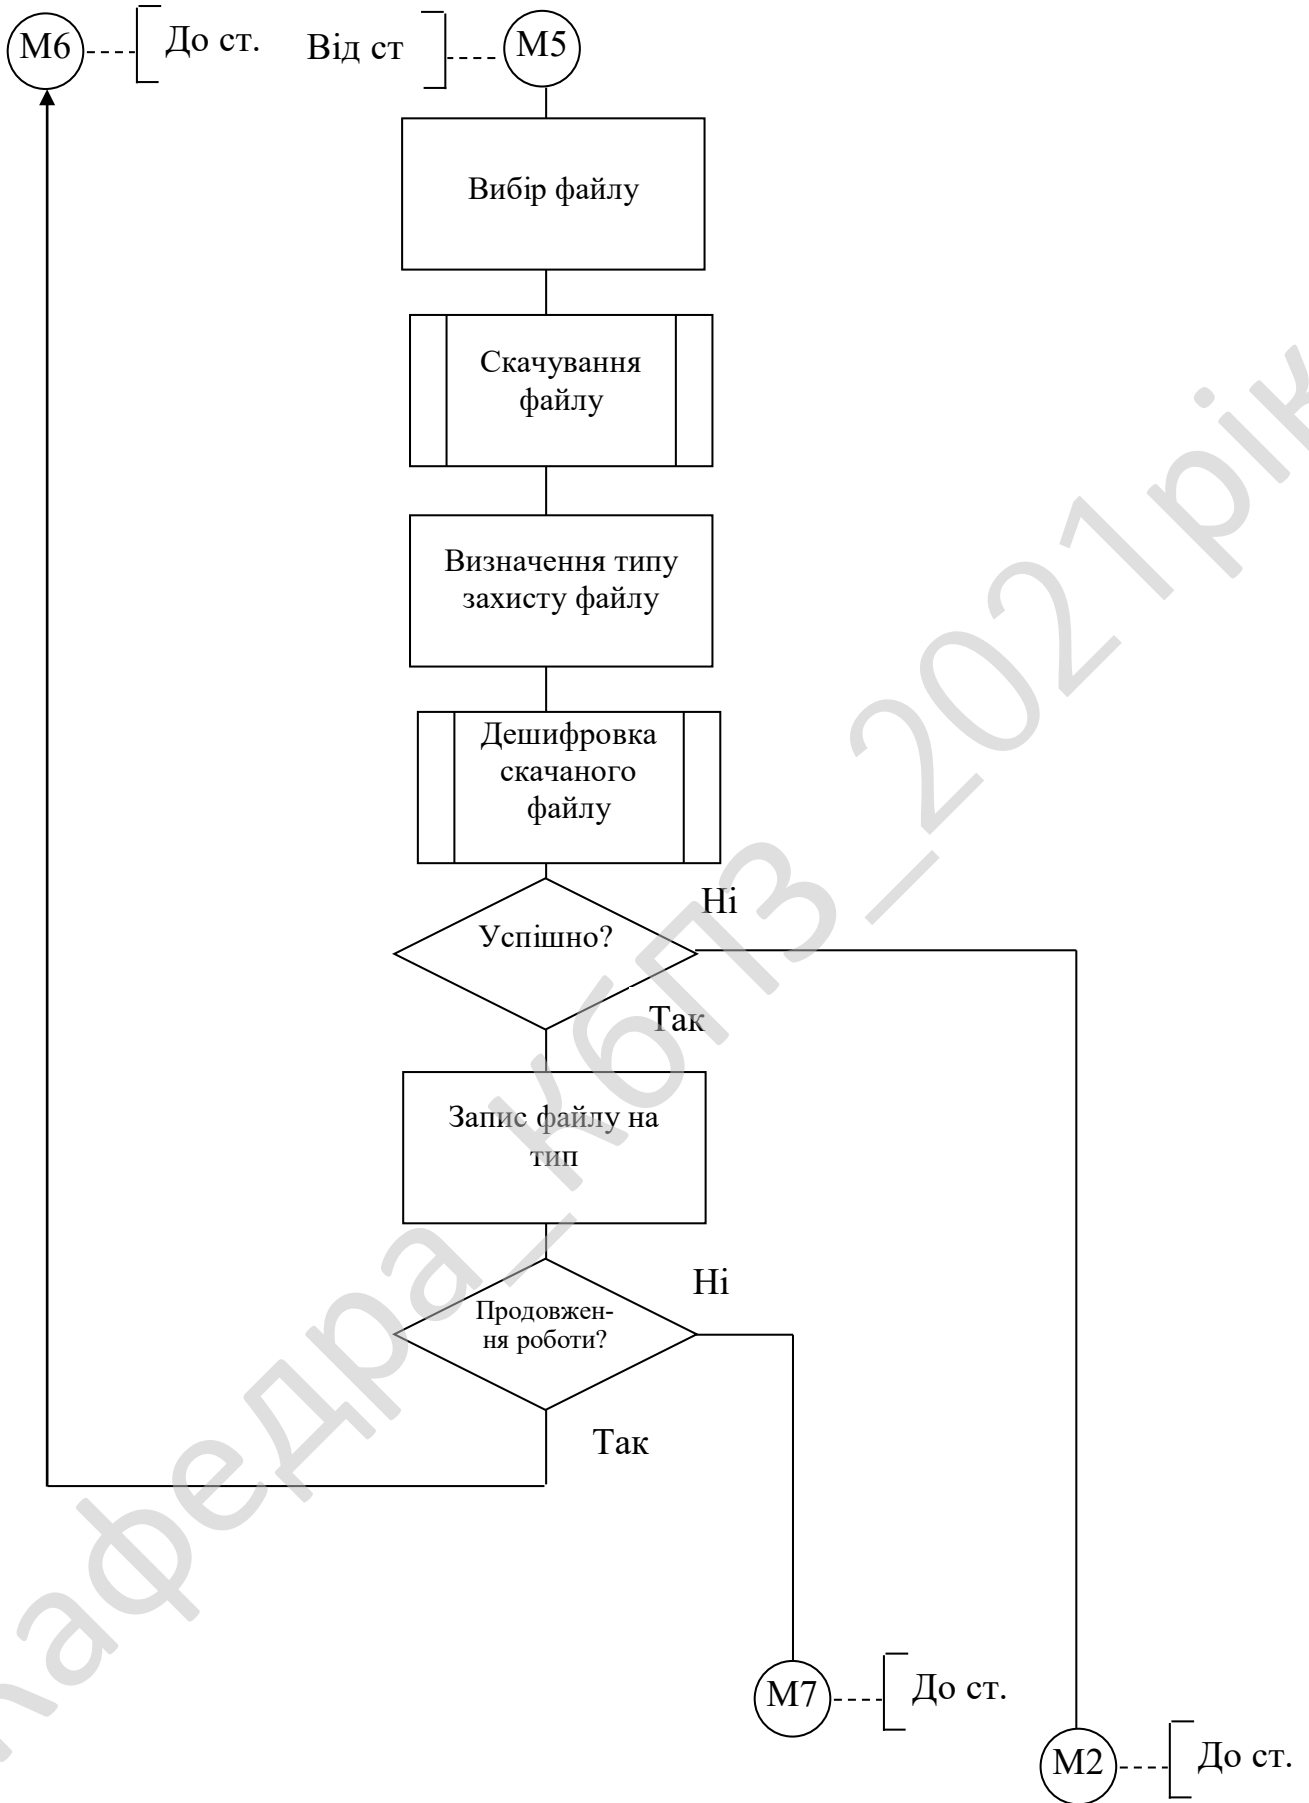 М6
До ст.
Від ст
М5
Вибір файлу
Скачування
файлу
Визначення типу
захисту файлу
Дешифровка
скачаного
файлу
Ні
Успішно?
Так
Запис файлу на
тип
Ні
Продовжен-
ня роботи?
Так
М7
До ст.
М2
До ст.
Кафедра_КбПЗ_2021рік